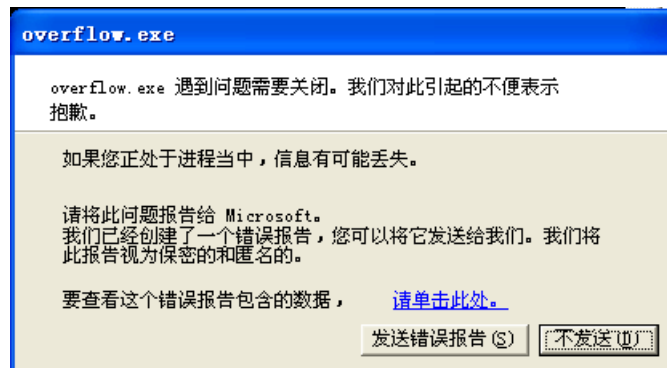 overflow.exe
overflow.exe 遇到问题需要关闭。我们对此引起的不便表示
抱歉。
如果您正处于进程当中，信息有可能丢失。
请将此问题报告给 Microsoft。
我们已经创建了一个错误报告，您可以将它发送给我们。我们将
此报告视为保密的和匿名的。
要查看这个错误报告包含的数据， 请单击此处。
发送错误报告(S) 不发送(D)